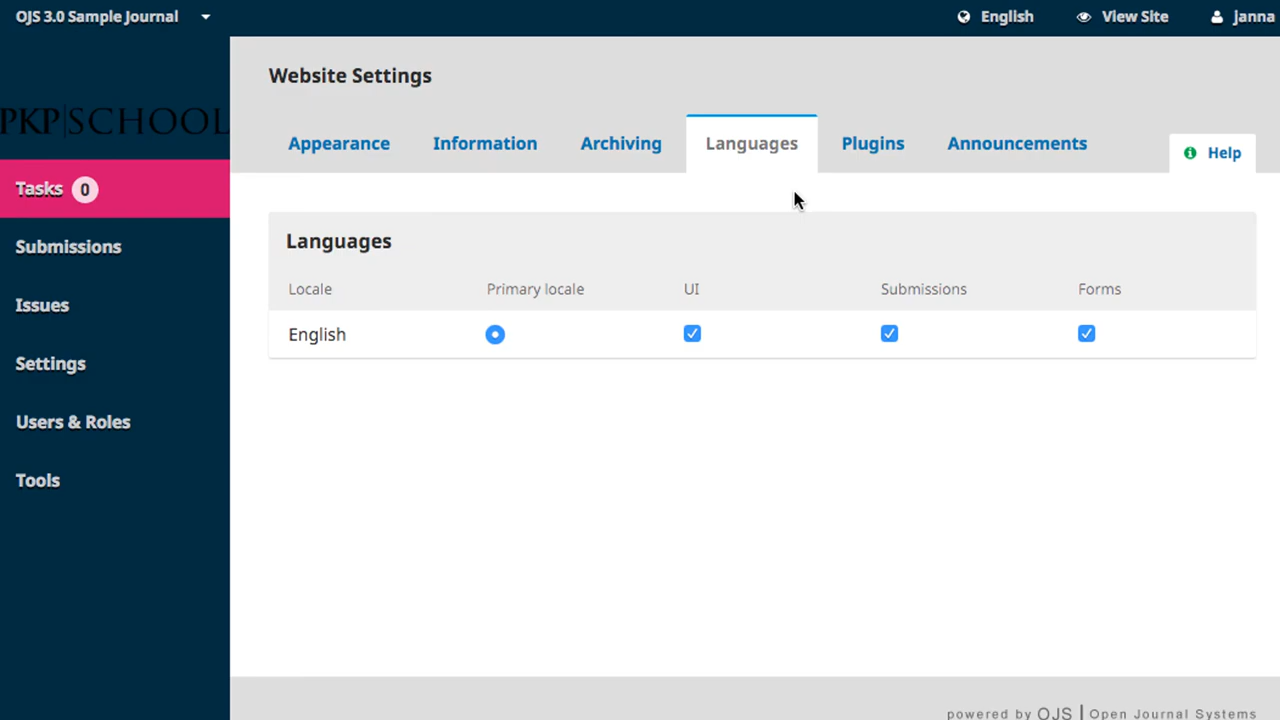 OJS 3.0 Sample Journal
English
View Site
Janna
PKP|SCHOOL
Tasks 0
Submissions
Issues
Settings
Users & Roles
Tools
Website Settings
Appearance Information Archiving Languages Plugins Announcements
Help
Languages
Locale Primary locale UI Submissions Forms
English
powered by OJS | Open Journal Systems